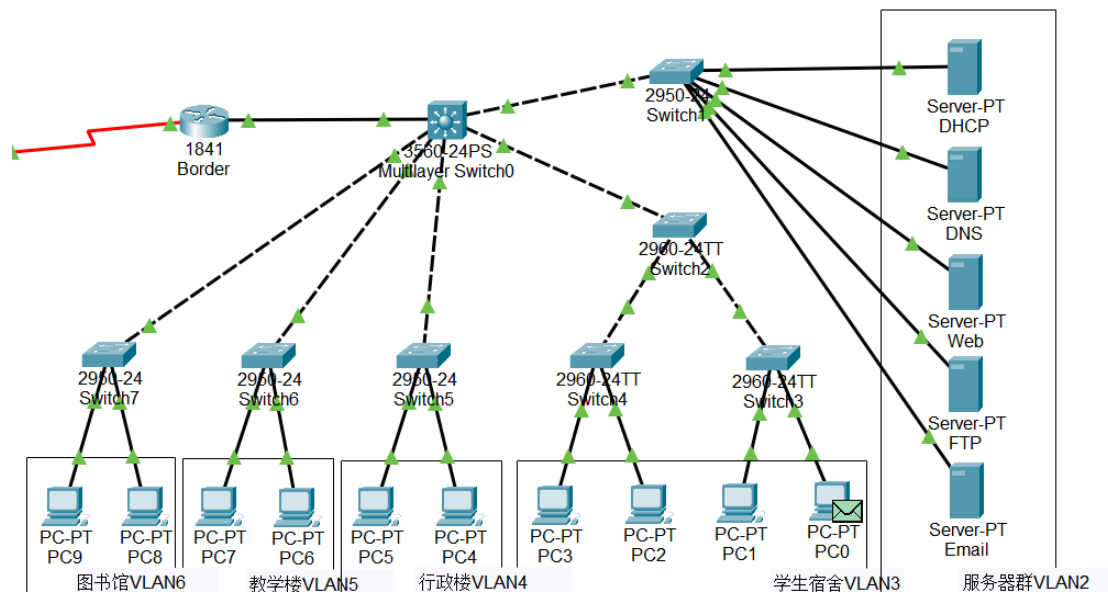 2950-24
Switch1
Server-PT
DHCP
1841
Border
3560-24PS
Multilayer Switch0
Server-PT
DNS
2960-24TT
Switch2
Server-PT
Web
2950-24
Switch7
2950-24
Switch6
2950-24
Switch5
2960-24TT
Switch4
2960-24TT
Switch3
Server-PT
FTP
PC-PT
PC9
PC-PT
PC8
PC-PT
PC7
PC-PT
PC6
PC-PT
PC5
PC-PT
PC4
PC-PT
PC3
PC-PT
PC2
PC-PT
PC1
PC-PT
PC0
Server-PT
Email
图书馆VLAN6
教学楼VLAN5
行政楼VLAN4
学生宿舍VLAN3
服务器群VLAN2